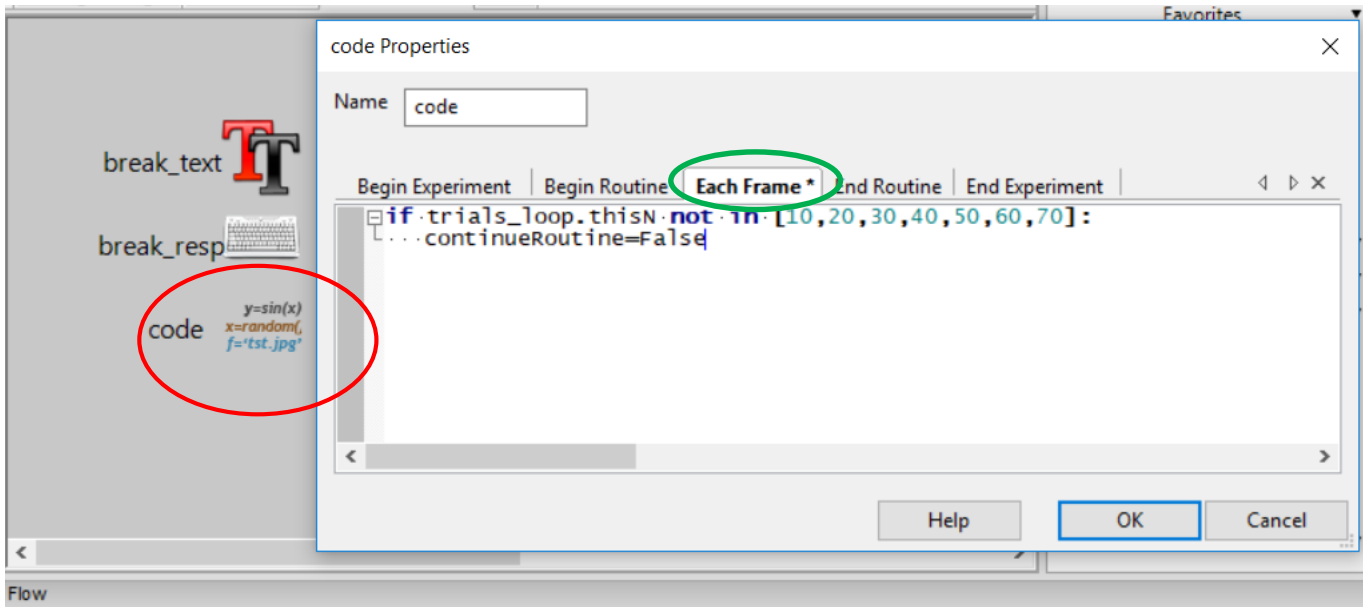 Favorites
code Properties
Name code
Begin Experiment Begin Routine Each Frame * End Routine End Experiment
if trials_loop.thisN not in [10,20,30,40,50,60,70]:
continueRoutine=False
break_text
break_resp
code
y=sin(x)
x=random(,
f='tst.jpg'
Help OK Cancel
Flow